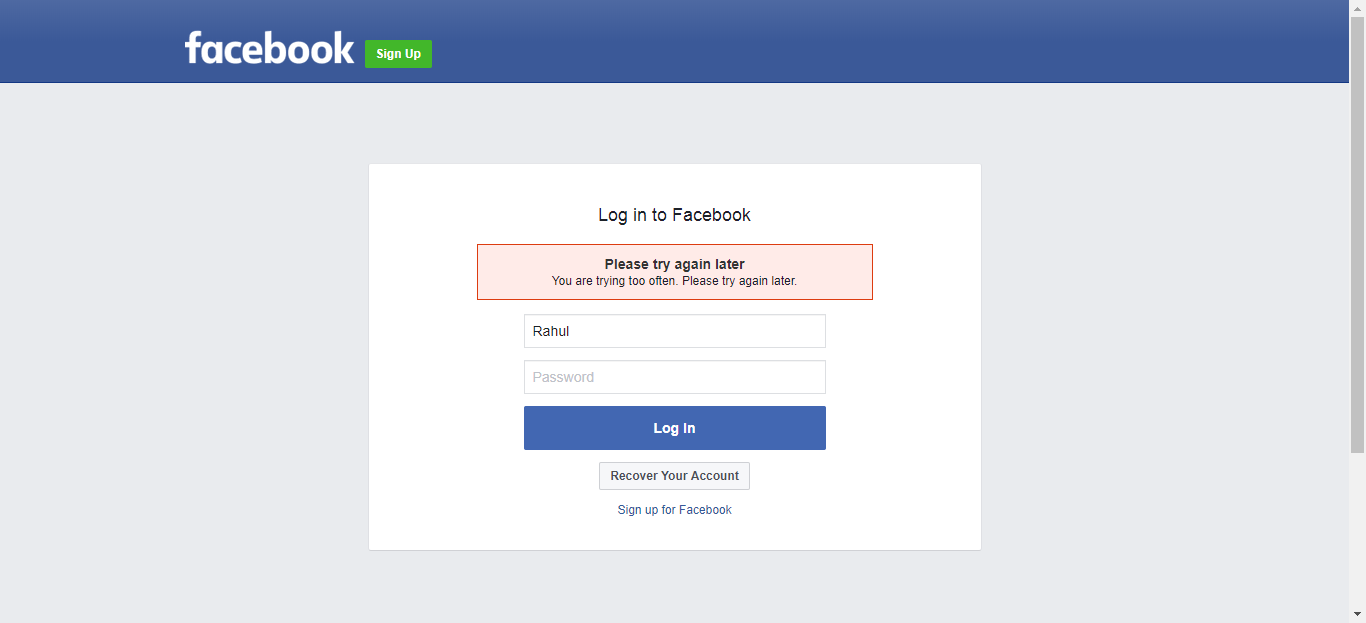 facebook
Sign Up
Log in to Facebook
Please try again later
You are trying too often. Please try again later.
Rahul
Password
Log In
Recover Your Account
Sign up for Facebook